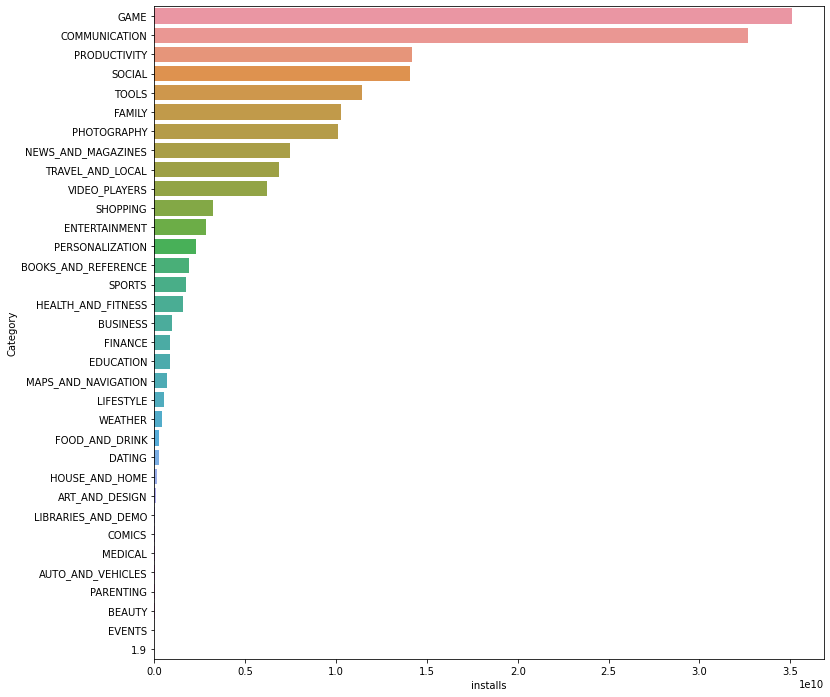 GAME
COMMUNICATION
PRODUCTIVITY
SOCIAL
TOOLS
FAMILY
PHOTOGRAPHY
NEWS_AND_MAGAZINES
TRAVEL_AND_LOCAL
VIDEO_PLAYERS
SHOPPING
ENTERTAINMENT
PERSONALIZATION
BOOKS_AND_REFERENCE
SPORTS
HEALTH_AND_FITNESS
BUSINESS
FINANCE
EDUCATION
MAPS_AND_NAVIGATION
LIFESTYLE
WEATHER
FOOD_AND_DRINK
DATING
HOUSE_AND_HOME
ART_AND_DESIGN
LIBRARIES_AND_DEMO
COMICS
MEDICAL
AUTO_AND_VEHICLES
PARENTING
BEAUTY
EVENTS
1.9
Category
0.0 0.5 1.0 1.5 2.0 2.5 3.0 3.5
installs
1e10